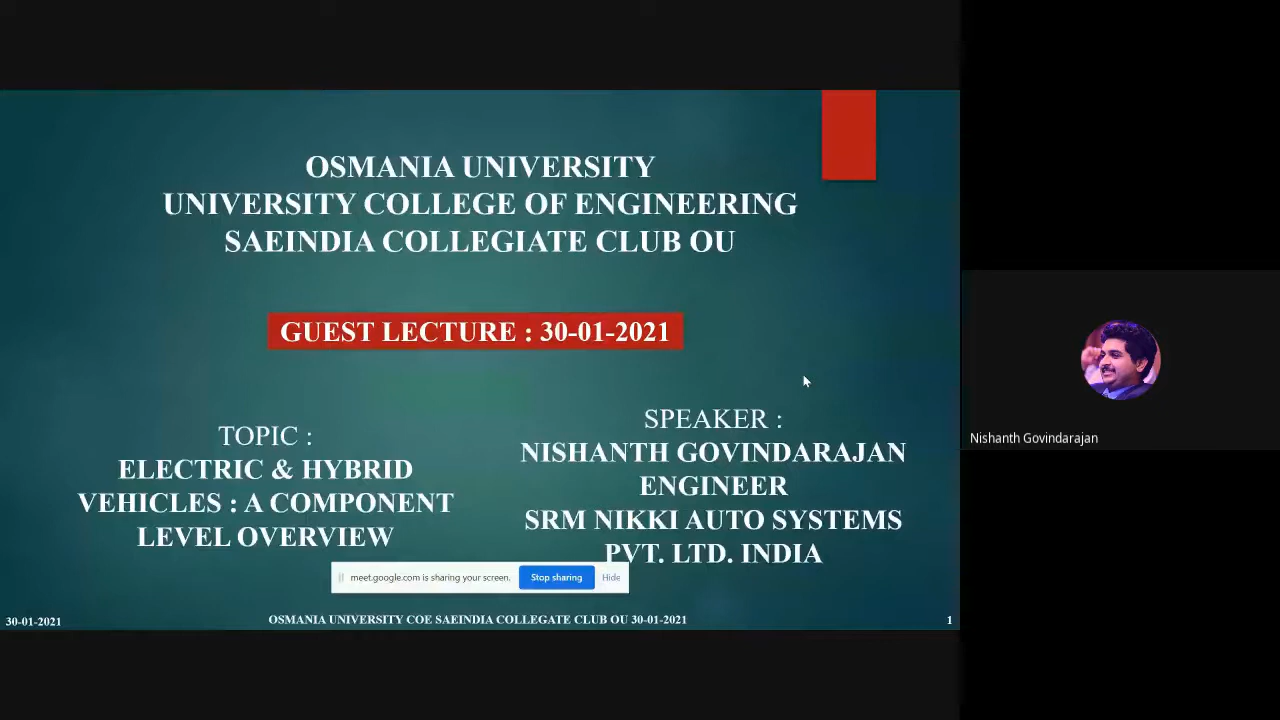 OSMANIA UNIVERSITY
UNIVERSITY COLLEGE OF ENGINEERING
SAEINDIA COLLEGIATE CLUB OU
GUEST LECTURE : 30-01-2021
TOPIC :
ELECTRIC & HYBRID
VEHICLES : A COMPONENT
LEVEL OVERVIEW
SPEAKER :
NISHANTH GOVINDARAJAN
ENGINEER
SRM NIKKI AUTO SYSTEMS
PVT. LTD. INDIA
meet.google.com is sharing your screen.
Stop sharing
Hide
30-01-2021
OSMANIA UNIVERSITY COE SAEINDIA COLLEGATE CLUB OU 30-01-2021
1
Nishanth Govindarajan